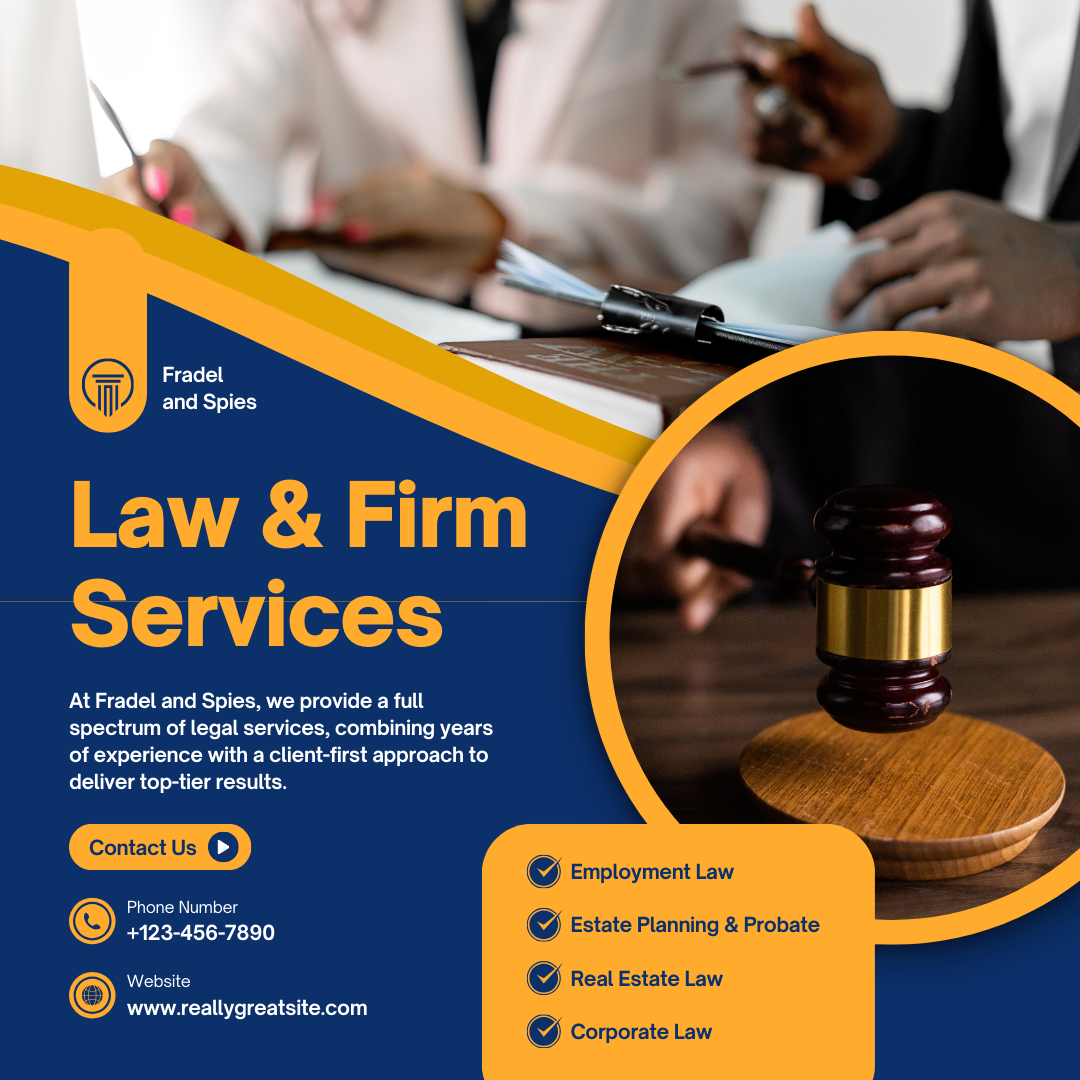 Fradel
and Spies
Law & Firm
Services
At Fradel and Spies, we provide a full
spectrum of legal services, combining years
of experience with a client-first approach to
deliver top-tier results.
Contact Us
Phone Number
+123-456-7890
Website
www.reallygreatsite.com
Employment Law
Estate Planning & Probate
Real Estate Law
Corporate Law